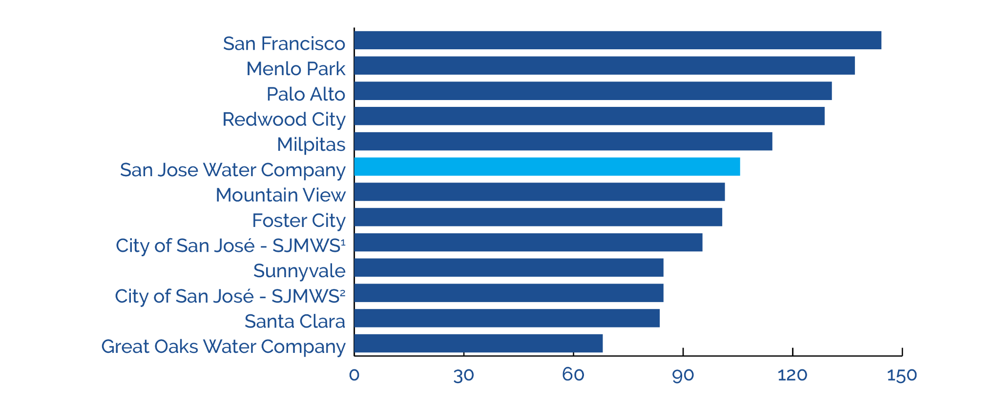 San Francisco
Menlo Park
Palo Alto
Redwood City
Milpitas
San Jose Water Company
Mountain View
Foster City
City of San José - SJMWS¹
Sunnyvale
City of San José - SJMWS²
Santa Clara
Great Oaks Water Company
0 30 60 90 120 150